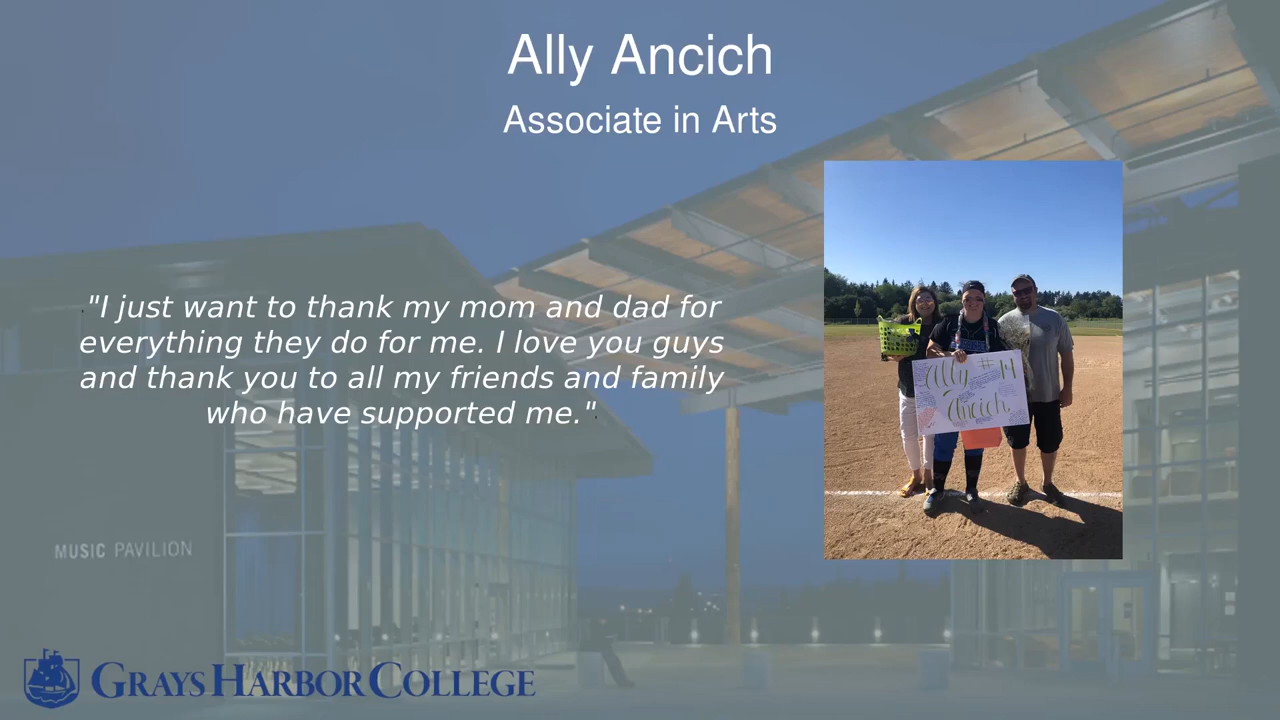 Ally Ancich
Associate in Arts
"I just want to thank my mom and dad for
everything they do for me. I love you guys
and thank you to all my friends and family
who have supported me."
Ally #14
Ancich
MUSIC PAVILION
GRAYS HARBOR COLLEGE